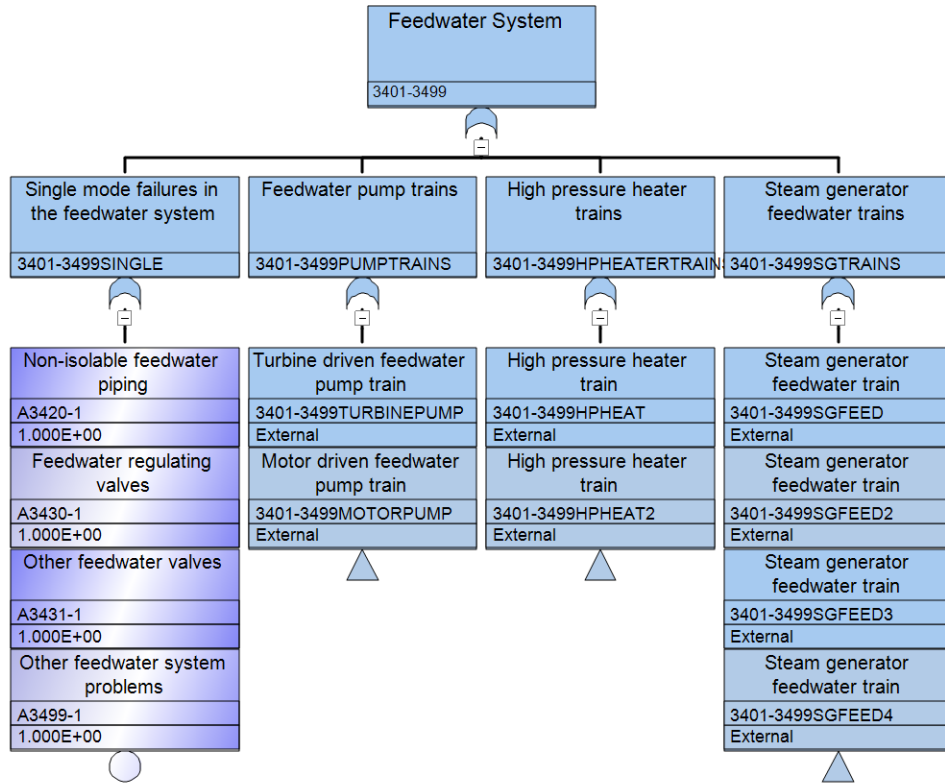 Feedwater System
3401-3499
Single mode failures in
the feedwater system
3401-3499SINGLE
Feedwater pump trains
3401-3499PUMPTRAINS
High pressure heater
trains
3401-3499HPHEATERTRAINS
Steam generator
feedwater trains
3401-3499SGTRAINS
Non-isolable feedwater
piping
A3420-1
1.000E+00
Feedwater regulating
valves
A3430-1
1.000E+00
Other feedwater valves
A3431-1
1.000E+00
Other feedwater system
problems
A3499-1
1.000E+00
Turbine driven feedwater
pump train
3401-3499TURBINEPUMP
External
Motor driven feedwater
pump train
3401-3499MOTORPUMP
External
High pressure heater
train
3401-3499HPHEAT
External
High pressure heater
train
3401-3499HPHEAT2
External
Steam generator
feedwater train
3401-3499SGFEED
External
Steam generator
feedwater train
3401-3499SGFEED2
External
Steam generator
feedwater train
3401-3499SGFEED3
External
Steam generator
feedwater train
3401-3499SGFEED4
External